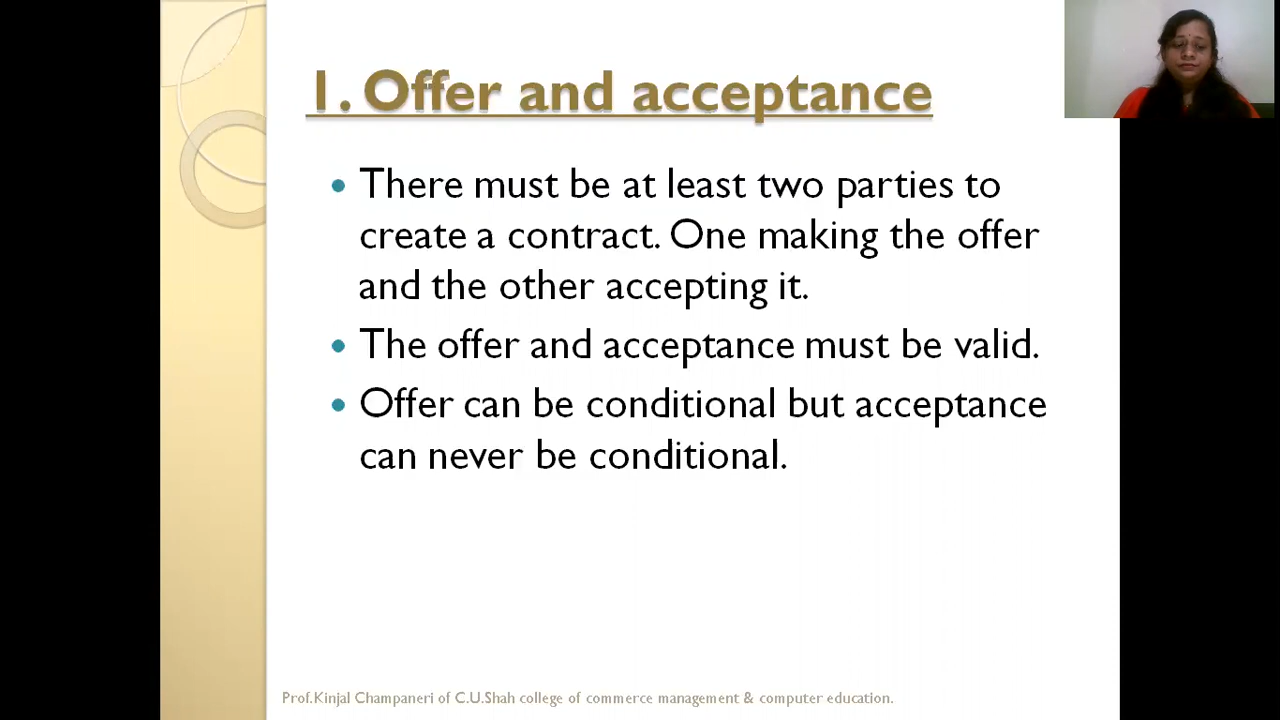 1. Offer and acceptance
• There must be at least two parties to
create a contract. One making the offer
and the other accepting it.
• The offer and acceptance must be valid.
• Offer can be conditional but acceptance
can never be conditional.
Prof.Kinjal Champaneri of C.U.Shah college of commerce management & computer education.